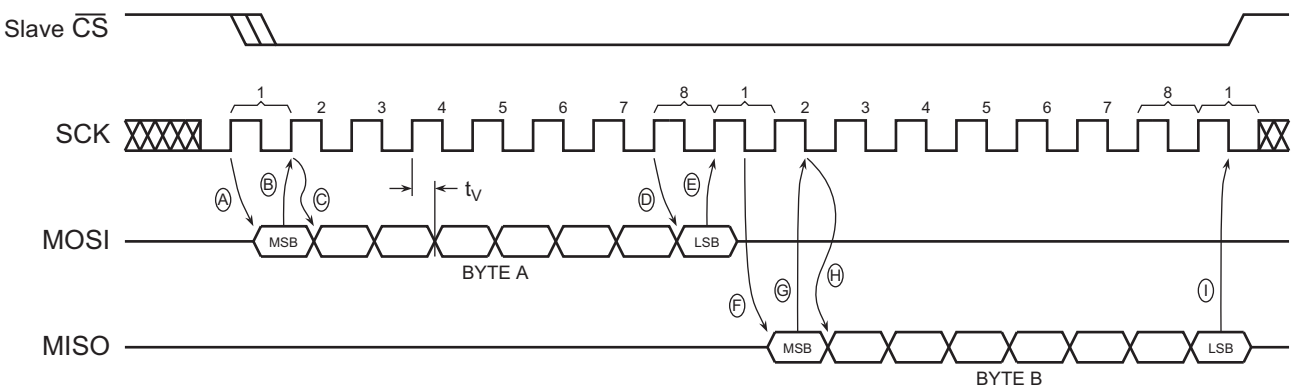 Slave CS
1 2 3 4 5 6 7 8 1 2 3 4 5 6 7 8 1
SCK
A B C tV D E
MOSI MSB LSB
BYTE A
F G H I
MISO MSB LSB
BYTE B